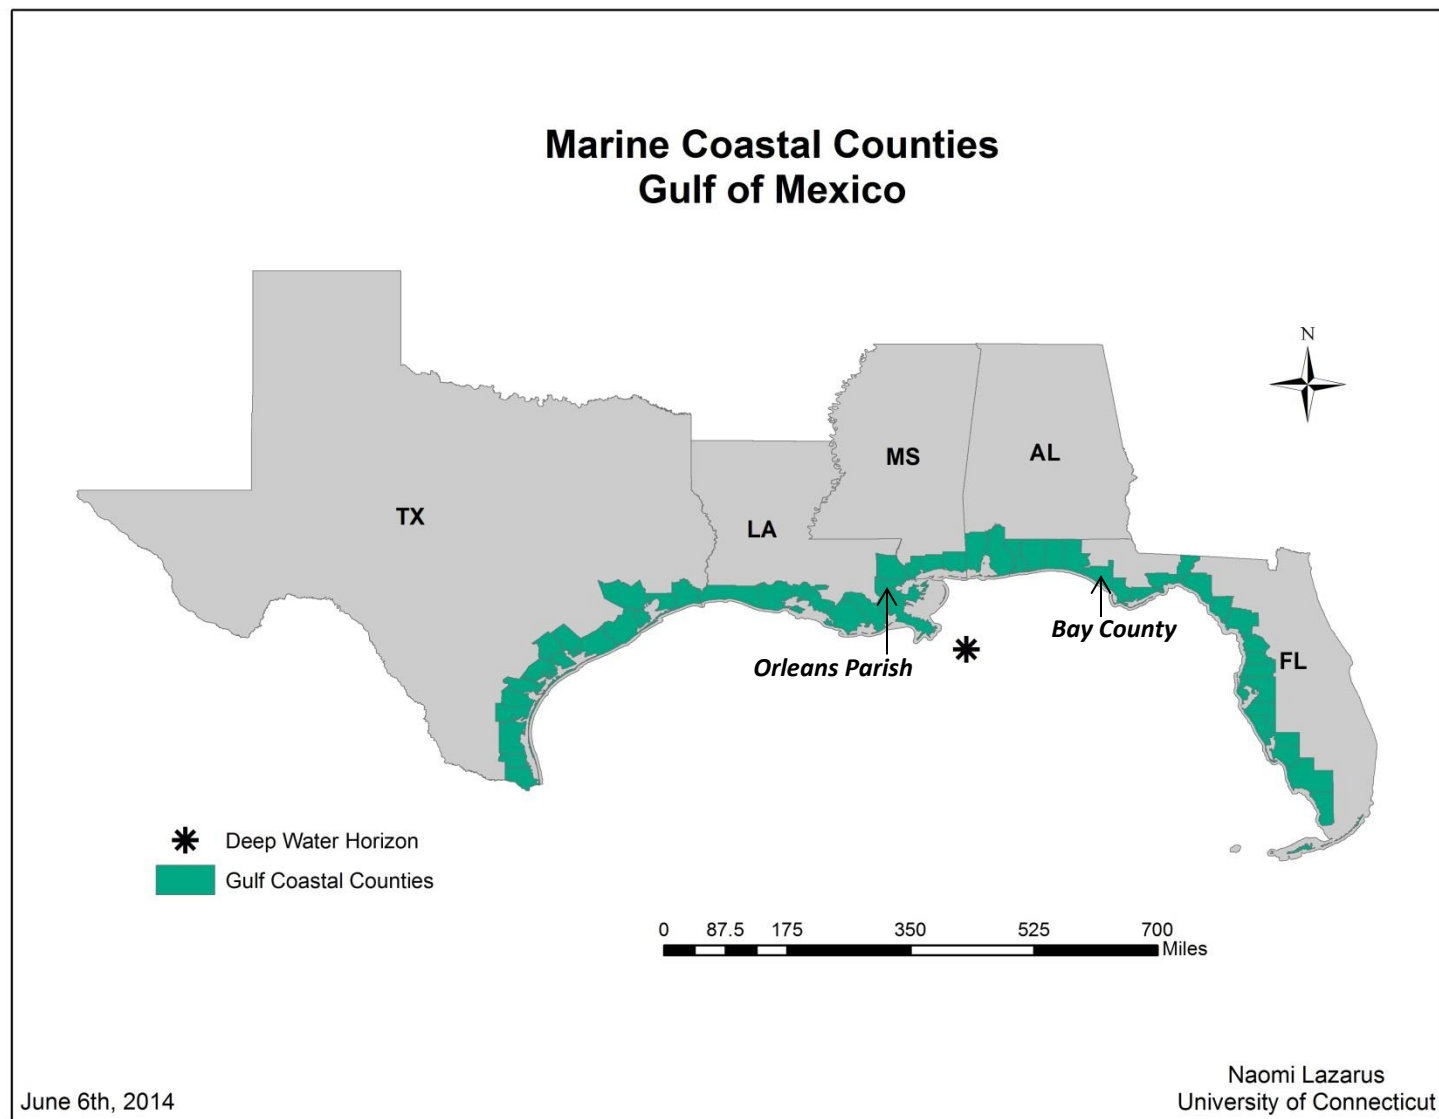 Marine Coastal Counties
Gulf of Mexico
N
MS
AL
TX
LA
Bay County
Orleans Parish
FL
Deep Water Horizon
Gulf Coastal Counties
0 87.5 175 350 525 700
Miles
June 6th, 2014
Naomi Lazarus
University of Connecticut